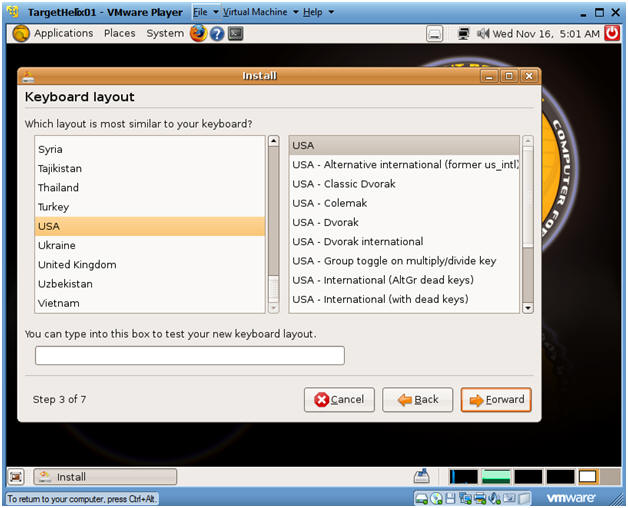 TargetHelix01 - VMware Player File Virtual Machine Help
Applications Places System Wed Nov 16, 5:01 AM
Install
Keyboard layout
Which layout is most similar to your keyboard?
Syria
Tajikistan
Thailand
Turkey
USA
Ukraine
United Kingdom
Uzbekistan
Vietnam
USA
USA - Alternative international (former us_intl)
USA - Classic Dvorak
USA - Colemak
USA - Dvorak
USA - Dvorak international
USA - Group toggle on multiply/divide key
USA - International (AltGr dead keys)
USA - International (with dead keys)
You can type into this box to test your new keyboard layout.
Step 3 of 7 Cancel Back Forward
COMPUTER FO
Install
To return to your computer, press Ctrl+Alt. vmware